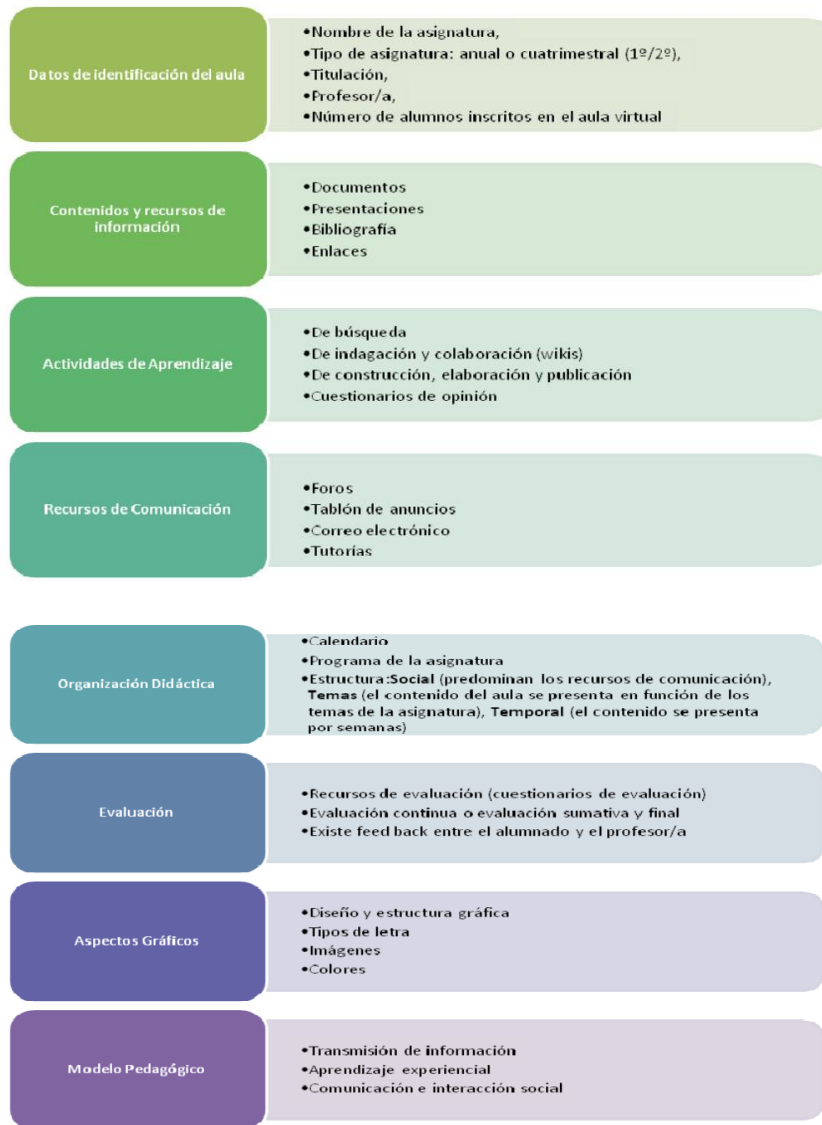 Datos de identificación del aula
•Nombre de la asignatura,
•Tipo de asignatura: anual o cuatrimestral (1º/2º),
•Titulación,
•Profesor/a,
•Número de alumnos inscritos en el aula virtual
Contenidos y recursos de
información
•Documentos
•Presentaciones
•Bibliografía
•Enlaces
Actividades de Aprendizaje
•De búsqueda
•De indagación y colaboración (wikis)
•De construcción, elaboración y publicación
•Cuestionarios de opinión
Recursos de Comunicación
•Foros
•Tablón de anuncios
•Correo electrónico
•Tutorías
Organización Didáctica
•Calendario
•Programa de la asignatura
•Estructura:Social (predominan los recursos de comunicación),
Temas (el contenido del aula se presenta en función de los
temas de la asignatura), Temporal (el contenido se presenta
por semanas)
Evaluación
•Recursos de evaluación (cuestionarios de evaluación)
•Evaluación continua o evaluación sumativa y final
•Existe feed back entre el alumnado y el profesor/a
Aspectos Gráficos
•Diseño y estructura gráfica
•Tipos de letra
•Imágenes
•Colores
Modelo Pedagógico
•Transmisión de información
•Aprendizaje experiencial
•Comunicación e interacción social